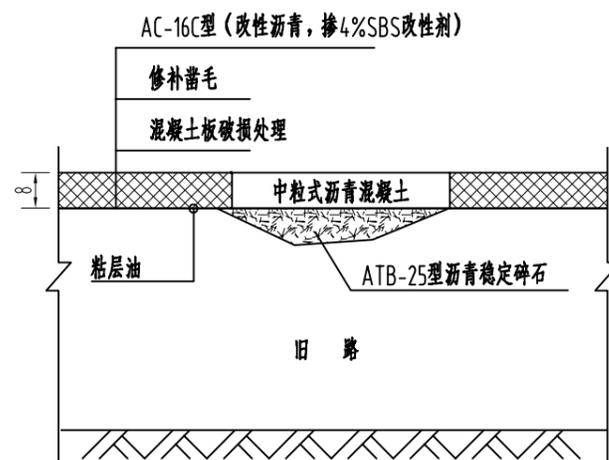 AC-16C型（改性沥青，掺4%SBS改性剂）
修补凿毛
混凝土板破损处理
8
中粒式沥青混凝土
粘层油
ATB-25型沥青稳定碎石
旧 路